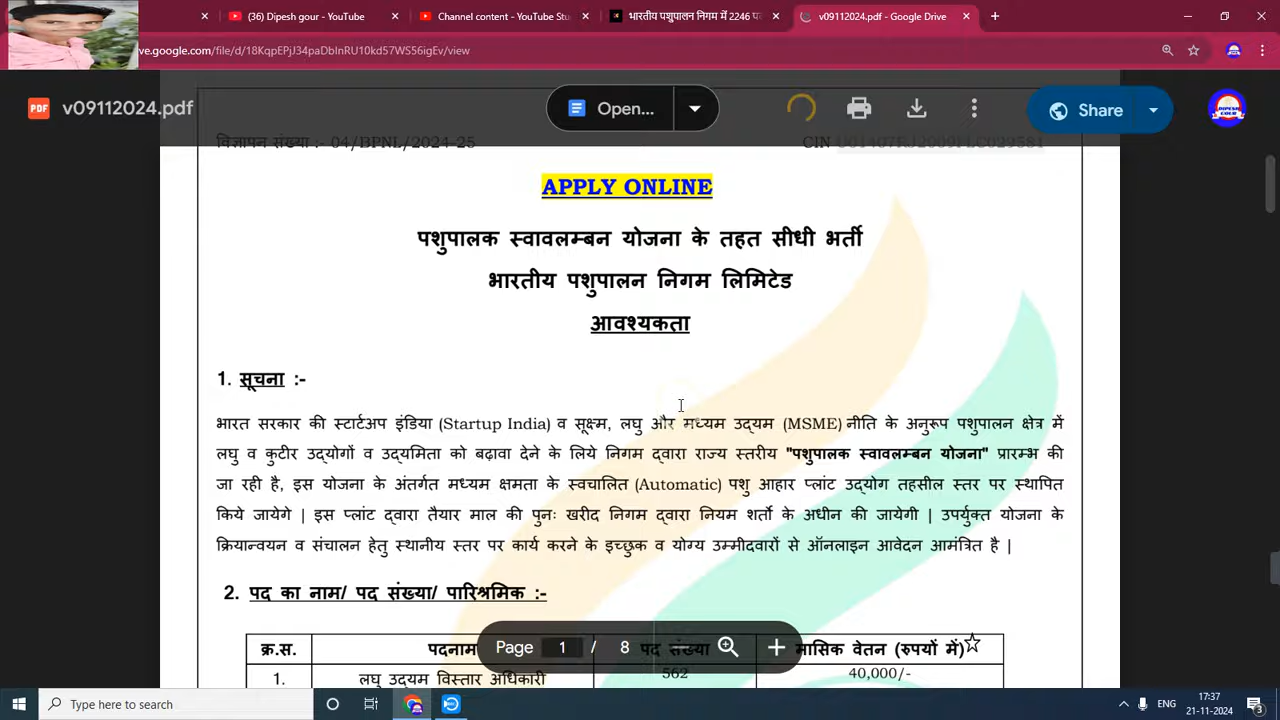 (36) Dipesh gour - YouTube
Channel content - YouTube Stu
भारतीय पशुपालन निगम में 2246 प
v09112024.pdf - Google Drive
ve.google.com/file/d/18KqpEPjJ34paDbInRU10kd57WS56igEv/view
PDF v09112024.pdf
Open...
Share
विज्ञापन संख्या :- 04/BPNL/2024-25
CIN
APPLY ONLINE
पशुपालक स्वावलम्बन योजना के तहत सीधी भर्ती
भारतीय पशुपालन निगम लिमिटेड
आवश्यकता
1. सूचना :-
भारत सरकार की स्टार्टअप इंडिया (Startup India) व सूक्ष्म, लघु और मध्यम उद्यम (MSME) नीति के अनुरूप पशुपालन क्षेत्र में
लघु व कुटीर उद्योगों व उद्यमिता को बढ़ावा देने के लिये निगम द्वारा राज्य स्तरीय "पशुपालक स्वावलम्बन योजना" प्रारम्भ की
जा रही है, इस योजना के अंतर्गत मध्यम क्षमता के स्वचालित (Automatic) पशु आहार प्लांट उद्योग तहसील स्तर पर स्थापित
किये जायेगे | इस प्लांट द्वारा तैयार माल की पुनः खरीद निगम द्वारा नियम शर्तो के अधीन की जायेगी | उपर्युक्त योजना के
क्रियान्वयन व संचालन हेतु स्थानीय स्तर पर कार्य करने के इच्छुक व योग्य उम्मीदवारों से ऑनलाइन आवेदन आमंत्रित है |
2. पद का नाम/ पद संख्या/ पारिश्रमिक :-
क्र.स. पदनाम पद संख्या मासिक वेतन (रुपयों में)
1. लघु उद्यम विस्तार अधिकारी 562 40,000/-
Page 1 / 8
Type here to search
ENG
17:37
21-11-2024
3